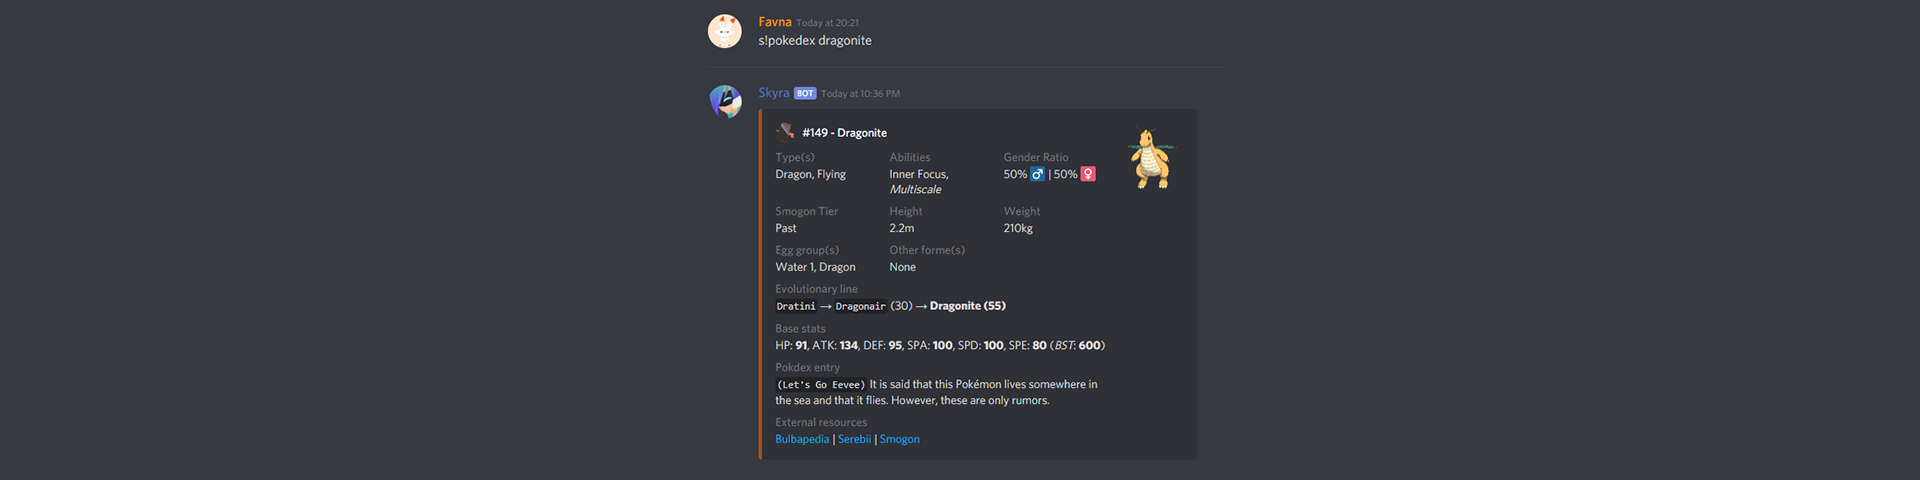 Favna Today at 20:21
s!pokedex dragonite
Skyra BOT Today at 10:36 PM
#149 - Dragonite
Type(s) Abilities Gender Ratio
Dragon, Flying Inner Focus, 50% ♂ | 50% ♀
Multiscale
Smogon Tier Height Weight
Past 2.2m 210kg
Egg group(s) Other forme(s)
Water 1, Dragon None
Evolutionary line
Dratini → Dragonair (30) → Dragonite (55)
Base stats
HP: 91, ATK: 134, DEF: 95, SPA: 100, SPD: 100, SPE: 80 (BST: 600)
Pokdex entry
(Let's Go Eevee) It is said that this Pokémon lives somewhere in
the sea and that it flies. However, these are only rumors.
External resources
Bulbapedia | Serebii | Smogon